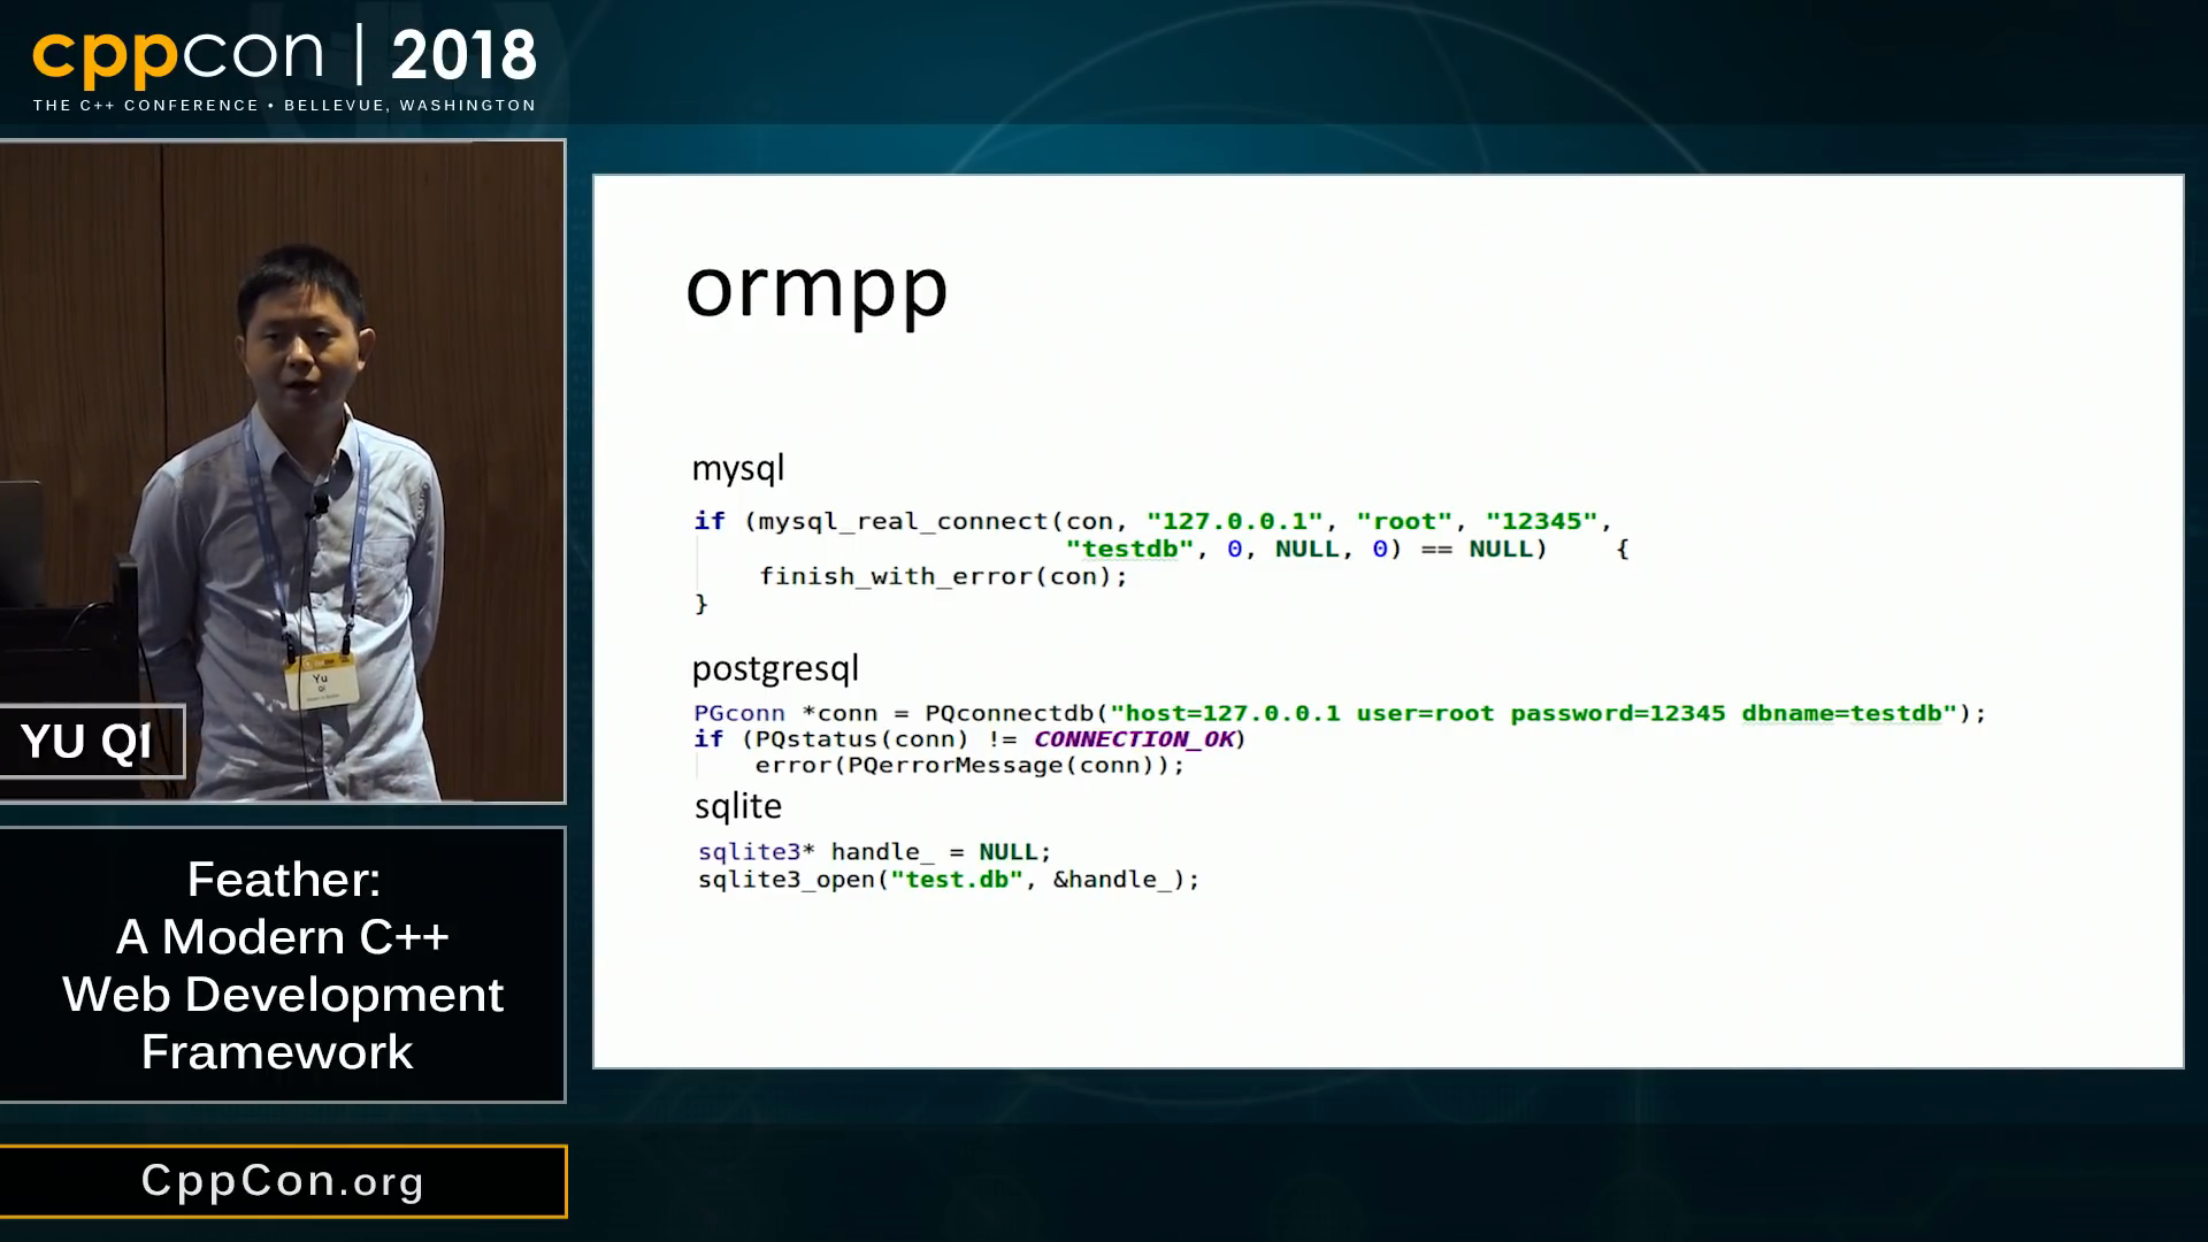 cppcon | 2018
THE C++ CONFERENCE • BELLEVUE, WASHINGTON
Yu
Qi
YU QI
Feather:
A Modern C++
Web Development
Framework
CppCon.org
ormpp
mysql
if (mysql_real_connect(con, "127.0.0.1", "root", "12345",
"testdb", 0, NULL, 0) == NULL) {
finish_with_error(con);
}
postgresql
PGconn *conn = PQconnectdb("host=127.0.0.1 user=root password=12345 dbname=testdb");
if (PQstatus(conn) != CONNECTION_OK)
error(PQerrorMessage(conn));
sqlite
sqlite3* handle_ = NULL;
sqlite3_open("test.db", &handle_);